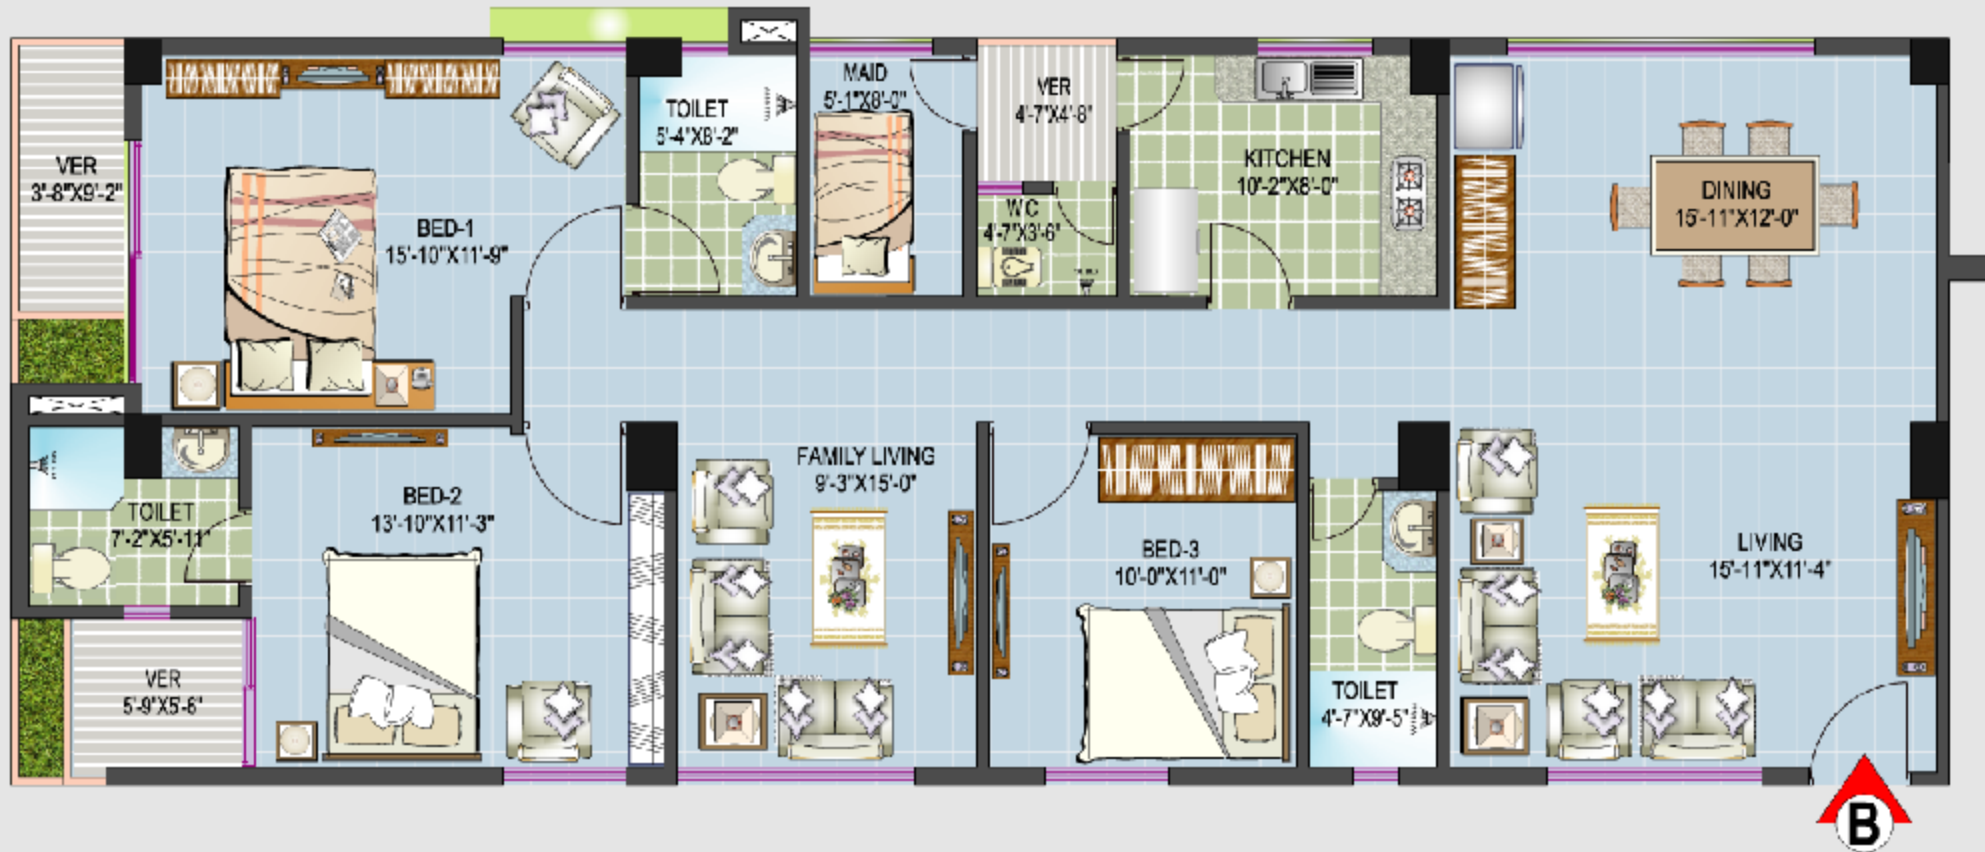 VER
3'-8"X9'-2"
BED-1
15'-10"X11'-9"
TOILET
5'-4"X8'-2"
MAID
5'-1"X8'-0"
VER
4'-7"X4'-8"
WC
4'-7"X3'-6"
KITCHEN
10'-2"X8'-0"
DINING
15'-11"X12'-0"
TOILET
7'-2"X5'-11"
BED-2
13'-10"X11'-3"
VER
5'-9"X5'-6"
FAMILY LIVING
9'-3"X15'-0"
BED-3
10'-0"X11'-0"
TOILET
4'-7"X9'-5"
LIVING
15'-11"X11'-4"
B